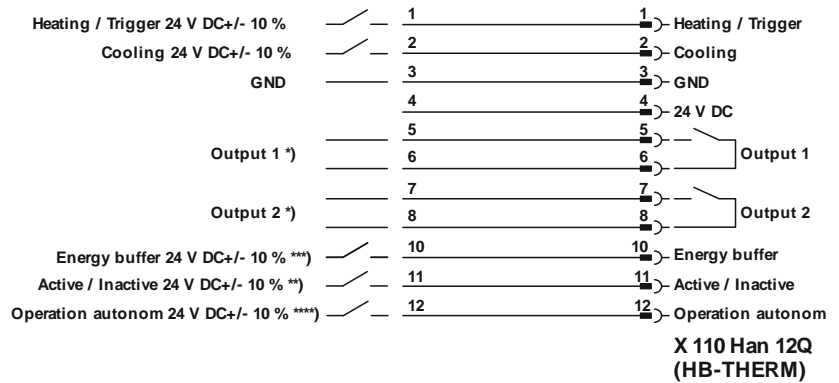 Heating / Trigger 24 V DC+/- 10 % 1 1 Heating / Trigger
Cooling 24 V DC+/- 10 % 2 2 Cooling
GND 3 3 GND
4 4 24 V DC
5 5
Output 1 *) 6 6 Output 1
7 7
Output 2 *) 8 8 Output 2
Energy buffer 24 V DC+/- 10 % ***) 10 10 Energy buffer
Active / Inactive 24 V DC+/- 10 % **) 11 11 Active / Inactive
Operation autonom 24 V DC+/- 10 % ****) 12 12 Operation autonom
X 110 Han 12Q
(HB-THERM)